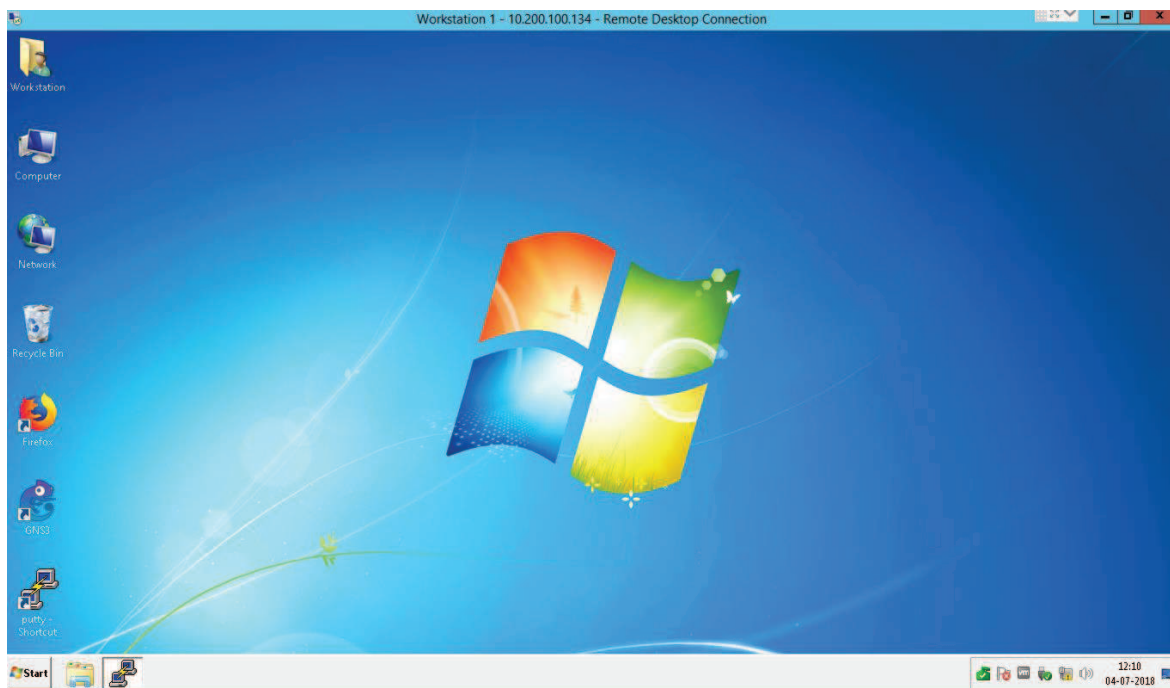 Workstation 1 - 10.200.100.134 - Remote Desktop Connection
Workstation
Computer
Network
Recycle Bin
Firefox
GNS3
putty -
Shortcut
Start
12:10
04-07-2018